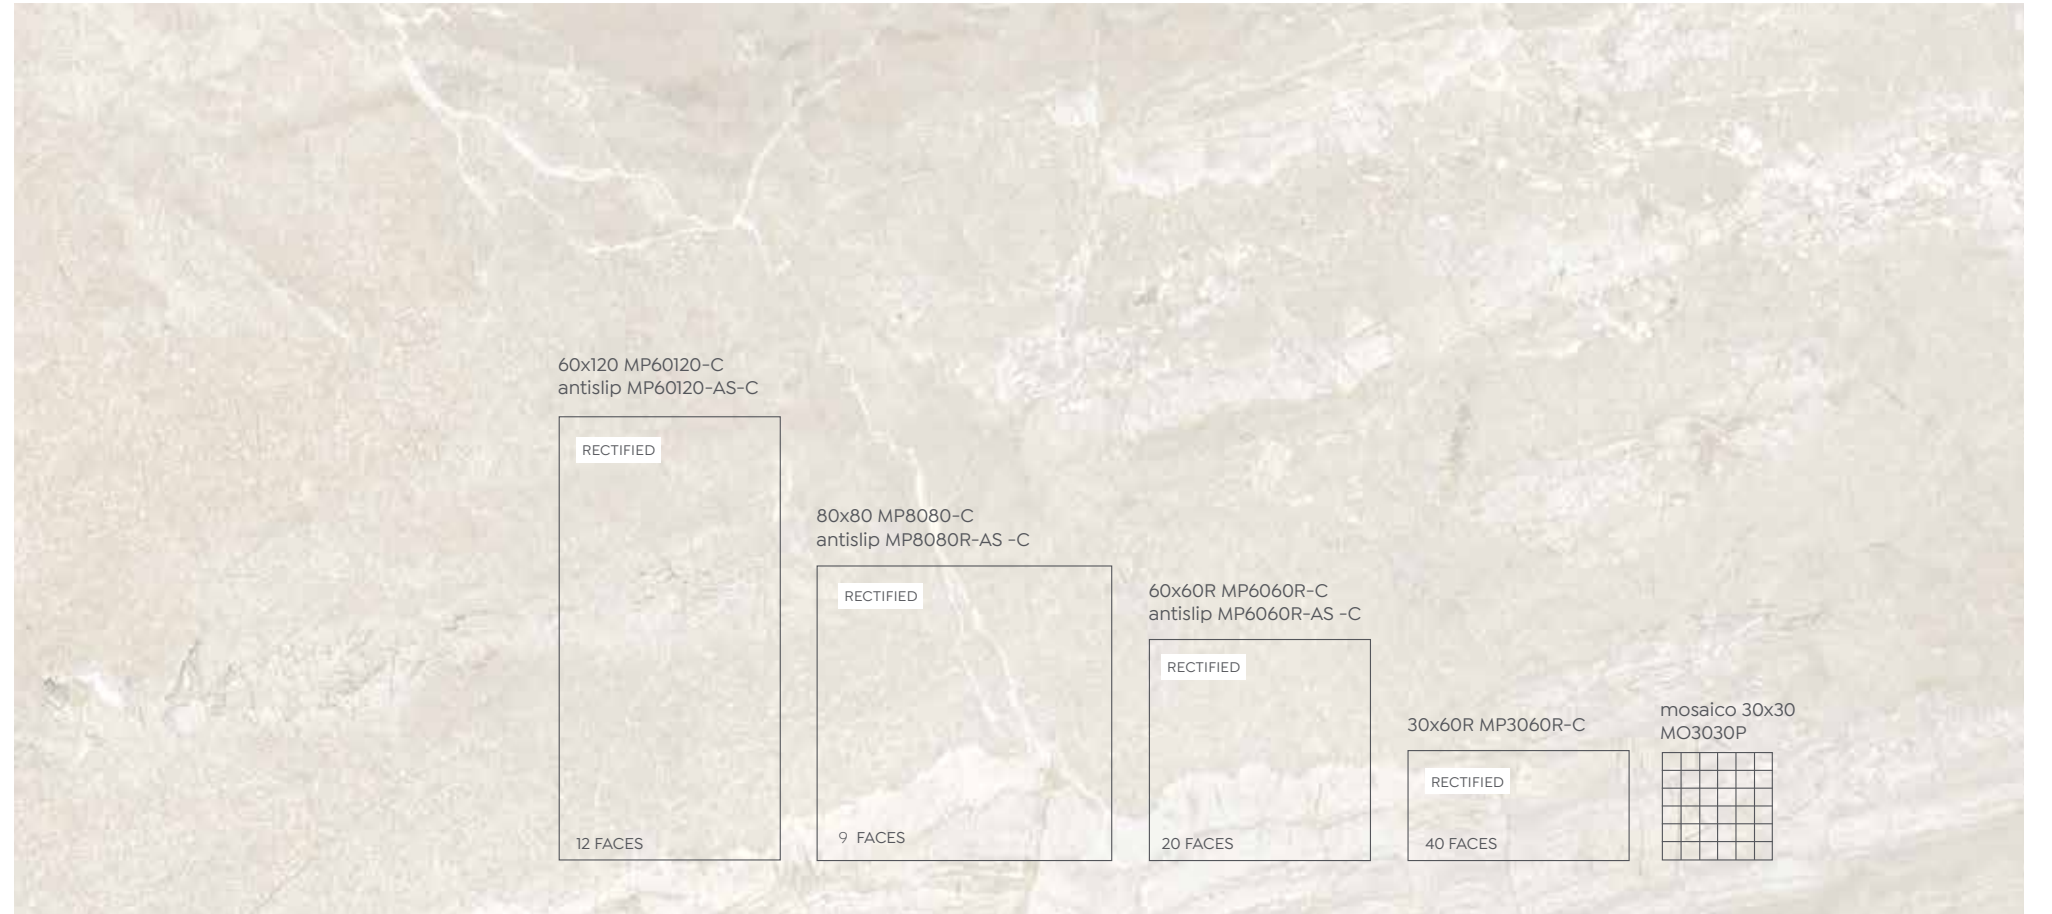 60x120 MP60120-C
antislip MP60120-AS-C
RECTIFIED
12 FACES
80x80 MP8080-C
antislip MP8080R-AS -C
RECTIFIED
9 FACES
60x60R MP6060R-C
antislip MP6060R-AS -C
RECTIFIED
20 FACES
30x60R MP3060R-C
RECTIFIED
40 FACES
mosaico 30x30
MO3030P